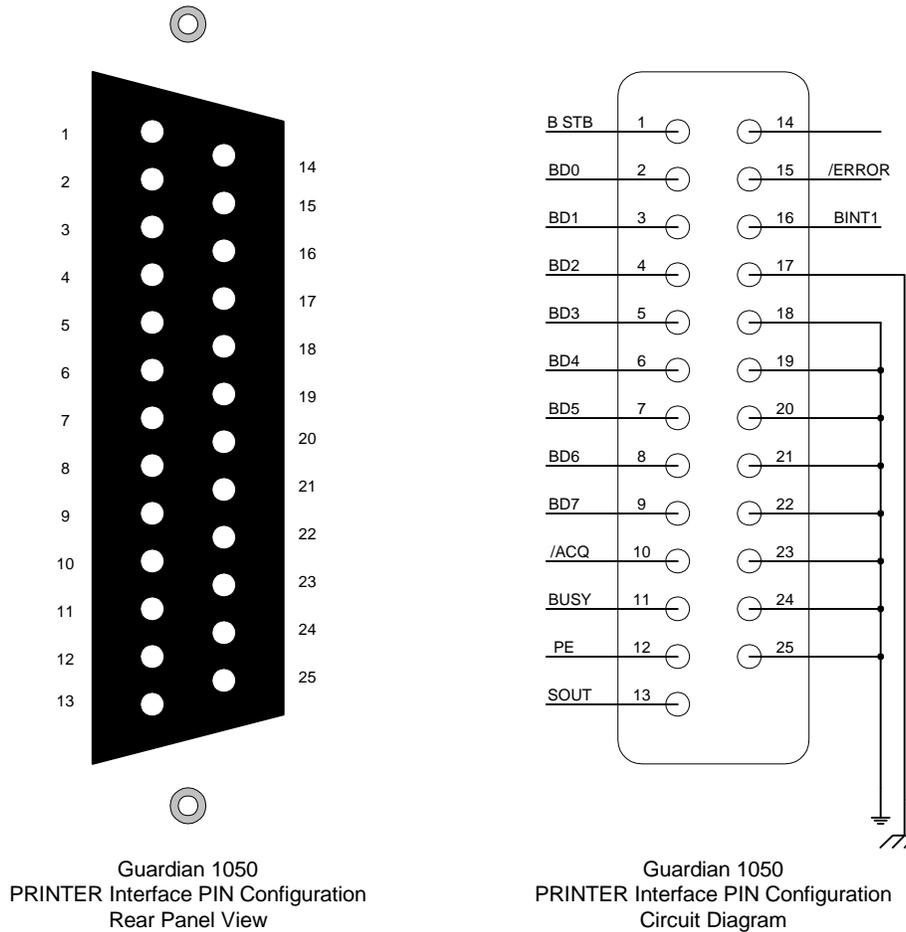 1
2
3
4
5
6
7
8
9
10
11
12
13
14
15
16
17
18
19
20
21
22
23
24
25
Guardian 1050
PRINTER Interface PIN Configuration
Rear Panel View
B STB 1 14
BD0 2 15 /ERROR
BD1 3 16 BINT1
BD2 4 17
BD3 5 18
BD4 6 19
BD5 7 20
BD6 8 21
BD7 9 22
/ACQ 10 23
BUSY 11 24
PE 12 25
SOUT 13
Guardian 1050
PRINTER Interface PIN Configuration
Circuit Diagram